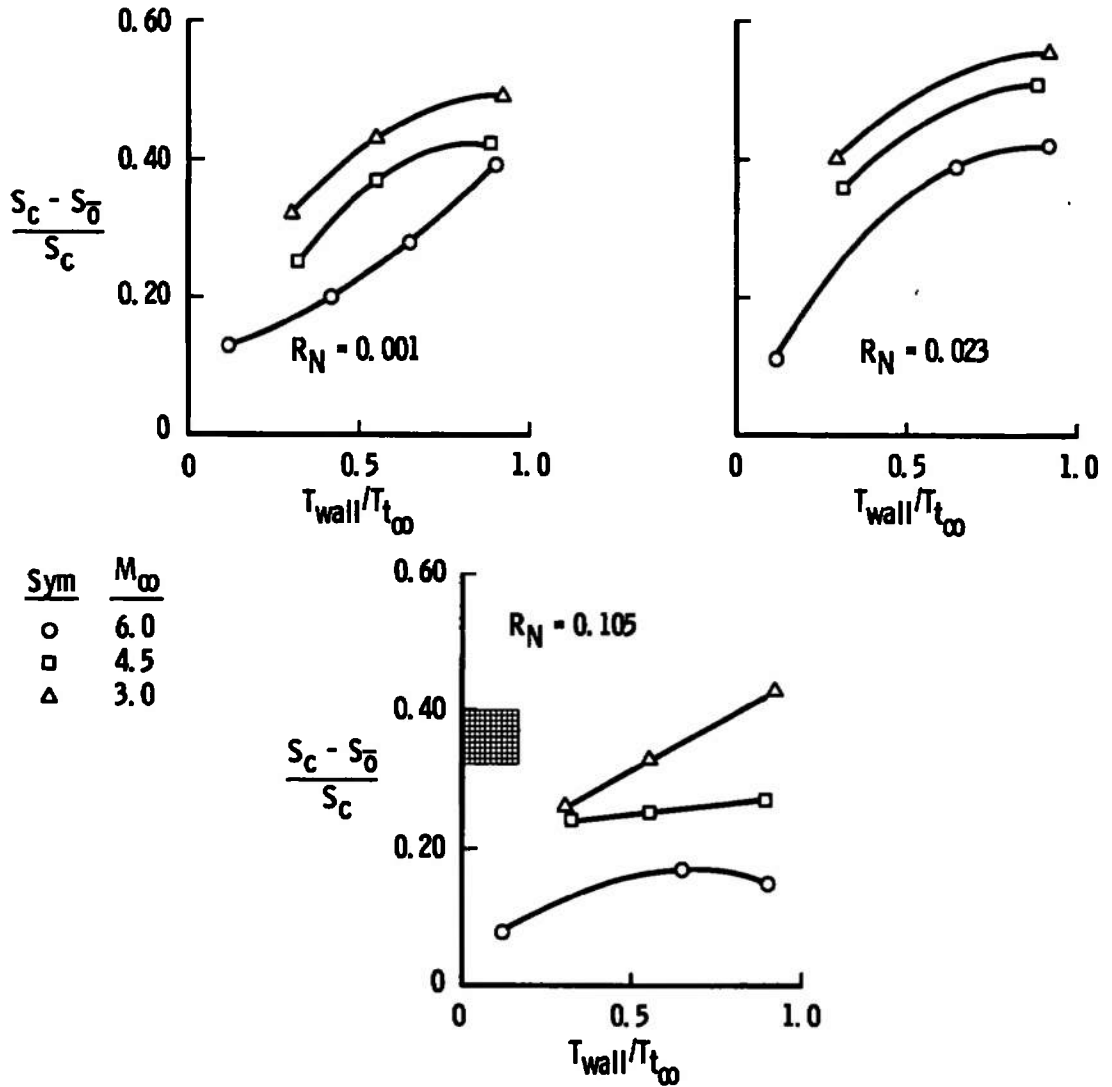 0.60
0.40
0.20
0
S_c - S_ō
S_c
R_N = 0.001
0 0.5 1.0
T_wall/T_t∞
R_N = 0.023
0 0.5 1.0
T_wall/T_t∞
Sym M∞
○ 6.0
□ 4.5
△ 3.0
0.60
0.40
0.20
0
S_c - S_ō
S_c
R_N = 0.105
0 0.5 1.0
T_wall/T_t∞